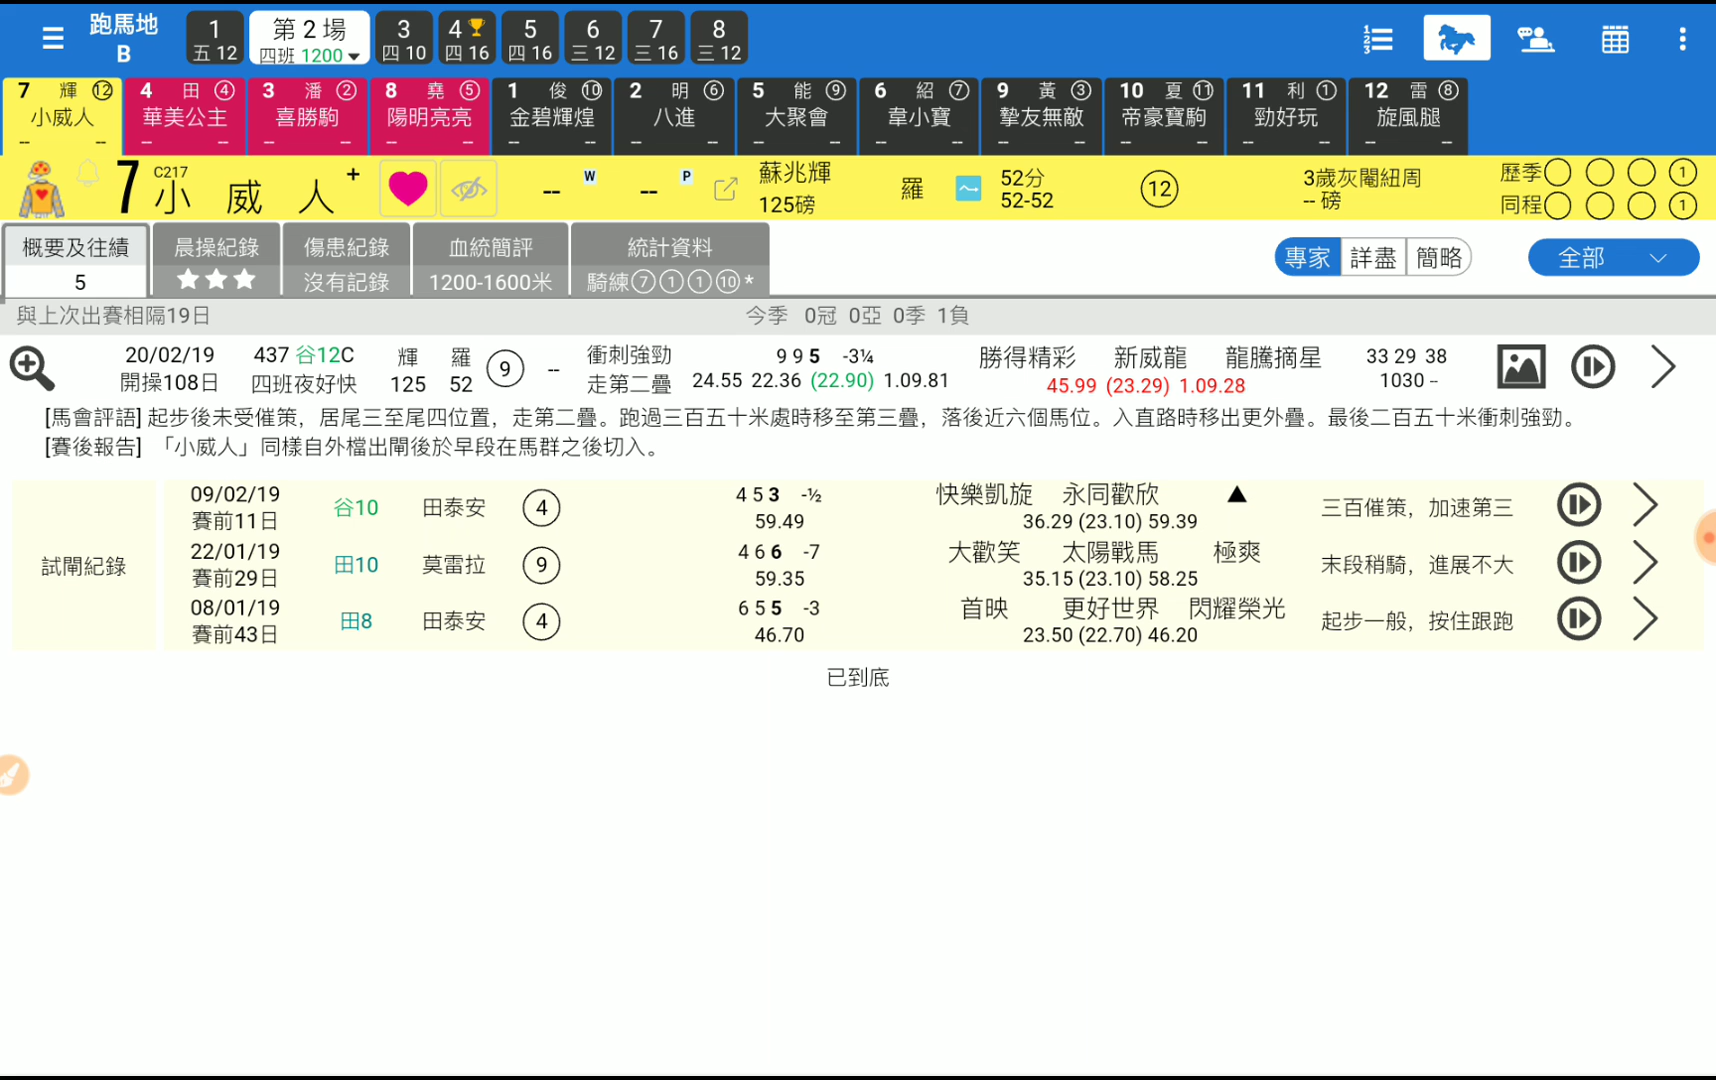 跑馬地
B
1
五 12
第 2 場
四班 1200
3
四 10
4
四 16
5
四 16
6
三 12
7
三 16
8
三 12
7 輝 12
小威人
-- --
4 田 4
華美公主
-- --
3 潘 2
喜勝駒
-- --
8 堯 5
陽明亮亮
-- --
1 俊 10
金碧輝煌
-- --
2 明 6
八進
-- --
5 能 9
大聚會
-- --
6 紹 7
韋小寶
-- --
9 黃 3
摯友無敵
-- --
10 夏 11
帝豪寶駒
-- --
11 利 1
勁好玩
-- --
12 雷 8
旋風腿
-- --
7 C217
小 威 人 +
-- W -- P
蘇兆輝
125磅
羅
52分
52-52
12
3歲灰閹紐周
-- 磅
歷季 1
同程 1
概要及往績
5
晨操紀錄
★★★
傷患紀錄
沒有記錄
血統簡評
1200-1600米
統計資料
騎練⑦①①⑩*
專家 詳盡 簡略
全部
與上次出賽相隔19日
今季 0冠 0亞 0季 1負
20/02/19 437 谷12C 輝 羅 9 -- 衝刺強勁 9 9 5 -3¼ 勝得精彩 新威龍 龍騰摘星 33 29 38
開操108日 四班夜好快 125 52 走第二疊 24.55 22.36 (22.90) 1.09.81 45.99 (23.29) 1.09.28 1030 --
[馬會評語] 起步後未受催策，居尾三至尾四位置，走第二疊。跑過三百五十米處時移至第三疊，落後近六個馬位。入直路時移出更外疊。最後二百五十米衝刺強勁。
[賽後報告] 「小威人」同樣自外檔出閘後於早段在馬群之後切入。
試閘紀錄
09/02/19 谷10 田泰安 4 4 5 3 -½ 快樂凱旋 永同歡欣 ▲ 三百催策，加速第三
賽前11日 59.49 36.29 (23.10) 59.39
22/01/19 田10 莫雷拉 9 4 6 6 -7 大歡笑 太陽戰馬 極爽 末段稍騎，進展不大
賽前29日 59.35 35.15 (23.10) 58.25
08/01/19 田8 田泰安 4 6 5 5 -3 首映 更好世界 閃耀榮光 起步一般，按住跟跑
賽前43日 46.70 23.50 (22.70) 46.20
已到底